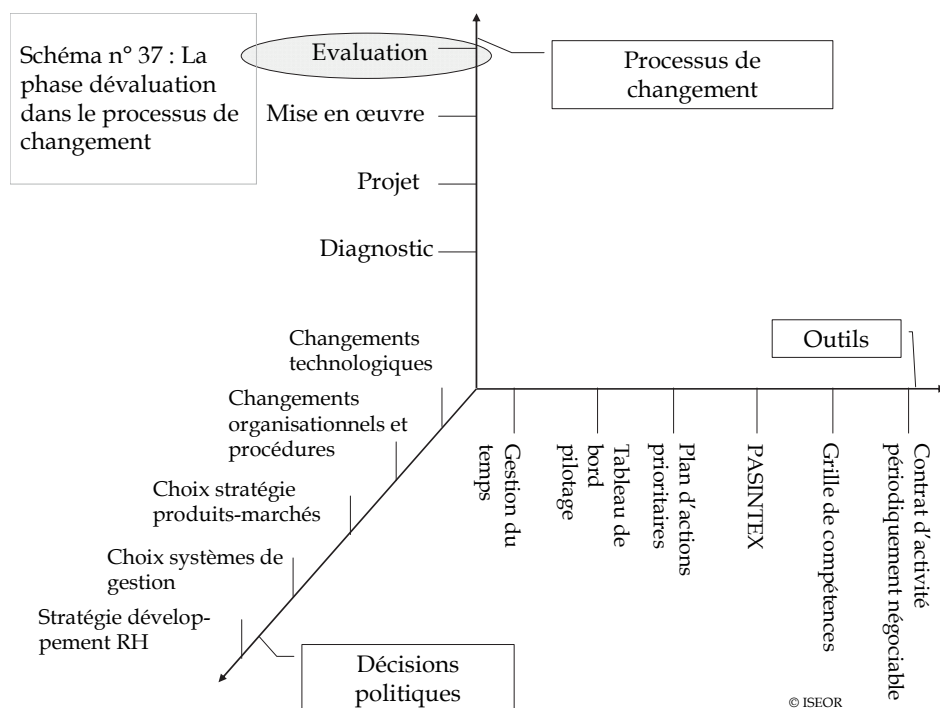 Schéma n° 37 : La
phase dévaluation
dans le processus de
changement
Evaluation
Processus de
changement
Mise en œuvre
Projet
Diagnostic
Outils
Changements
technologiques
Changements
organisationnels et
procédures
Choix stratégie
produits-marchés
Choix systèmes de
gestion
Stratégie dévelop-
pement RH
Décisions
politiques
Gestion du
temps
Tableau de
bord
pilotage
Plan d'actions
prioritaires
PASINTEX
Grille de compétences
Contrat d'activité
périodiquement négociable
© ISEOR